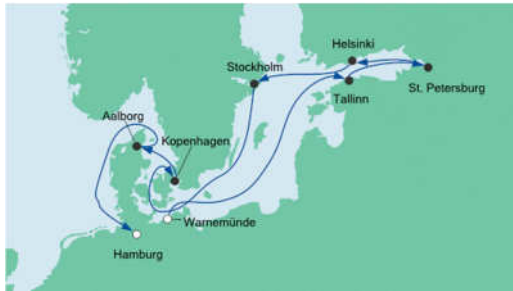 Helsinki
Stockholm
Tallinn
St. Petersburg
Aalborg
Kopenhagen
Warnemünde
Hamburg